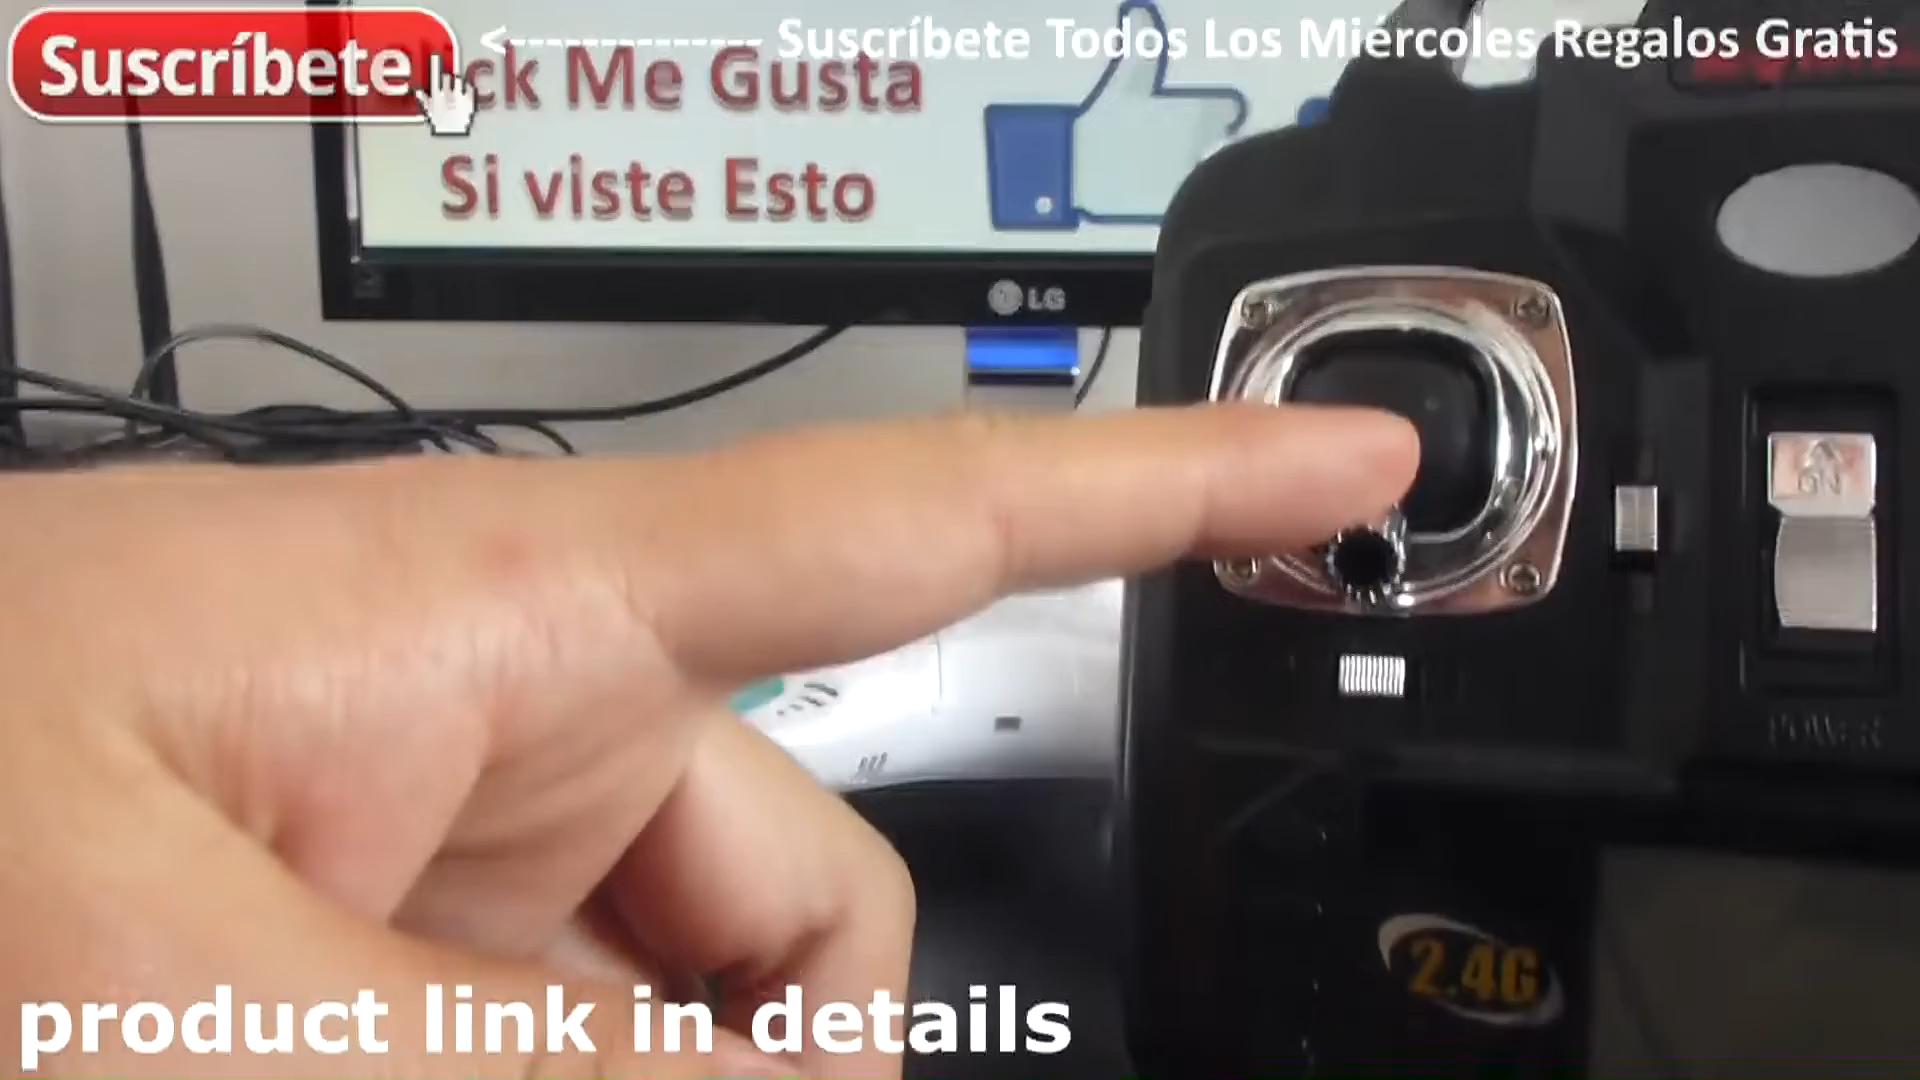 Suscríbete
<-------------- Suscríbete Todos Los Miércoles Regalos Gratis
ck Me Gusta
Si viste Esto
LG
ON
POWER
2.4G
product link in details